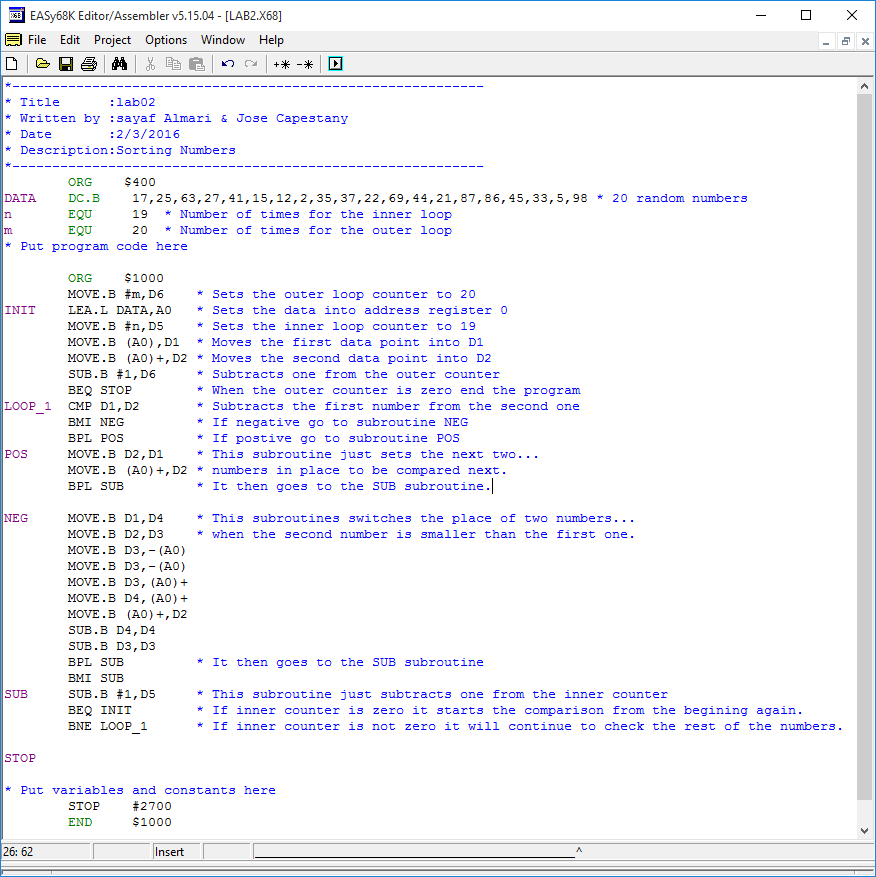 EASy68K Editor/Assembler v5.15.04 - [LAB2.X68]
File Edit Project Options Window Help
*-----------------------------------------------------------
* Title      :lab02
* Written by :sayaf Almari & Jose Capestany
* Date       :2/3/2016
* Description:Sorting Numbers
*-----------------------------------------------------------
        ORG    $400
DATA    DC.B    17,25,63,27,41,15,12,2,35,37,22,69,44,21,87,86,45,33,5,98 * 20 random numbers
n       EQU     19  * Number of times for the inner loop
m       EQU     20  * Number of times for the outer loop
* Put program code here
        ORG    $1000
        MOVE.B #m,D6    * Sets the outer loop counter to 20
INIT    LEA.L DATA,A0   * Sets the data into address register 0
        MOVE.B #n,D5    * Sets the inner loop counter to 19
        MOVE.B (A0),D1  * Moves the first data point into D1
        MOVE.B (A0)+,D2 * Moves the second data point into D2
        SUB.B #1,D6     * Subtracts one from the outer counter
        BEQ STOP        * When the outer counter is zero end the program
LOOP_1  CMP D1,D2       * Subtracts the first number from the second one
        BMI NEG         * If negative go to subroutine NEG
        BPL POS         * If postive go to subroutine POS
POS     MOVE.B D2,D1    * This subroutine just sets the next two...
        MOVE.B (A0)+,D2 * numbers in place to be compared next.
        BPL SUB         * It then goes to the SUB subroutine.
NEG     MOVE.B D1,D4    * This subroutines switches the place of two numbers...
        MOVE.B D2,D3    * when the second number is smaller than the first one.
        MOVE.B D3,-(A0)
        MOVE.B D3,-(A0)
        MOVE.B D3,(A0)+
        MOVE.B D4,(A0)+
        MOVE.B (A0)+,D2
        SUB.B D4,D4
        SUB.B D3,D3
        BPL SUB         * It then goes to the SUB subroutine
        BMI SUB
SUB     SUB.B #1,D5     * This subroutine just subtracts one from the inner counter
        BEQ INIT        * If inner counter is zero it starts the comparison from the begining again.
        BNE LOOP_1      * If inner counter is not zero it will continue to check the rest of the numbers.
STOP
* Put variables and constants here
        STOP    #2700
        END     $1000
26: 62 Insert